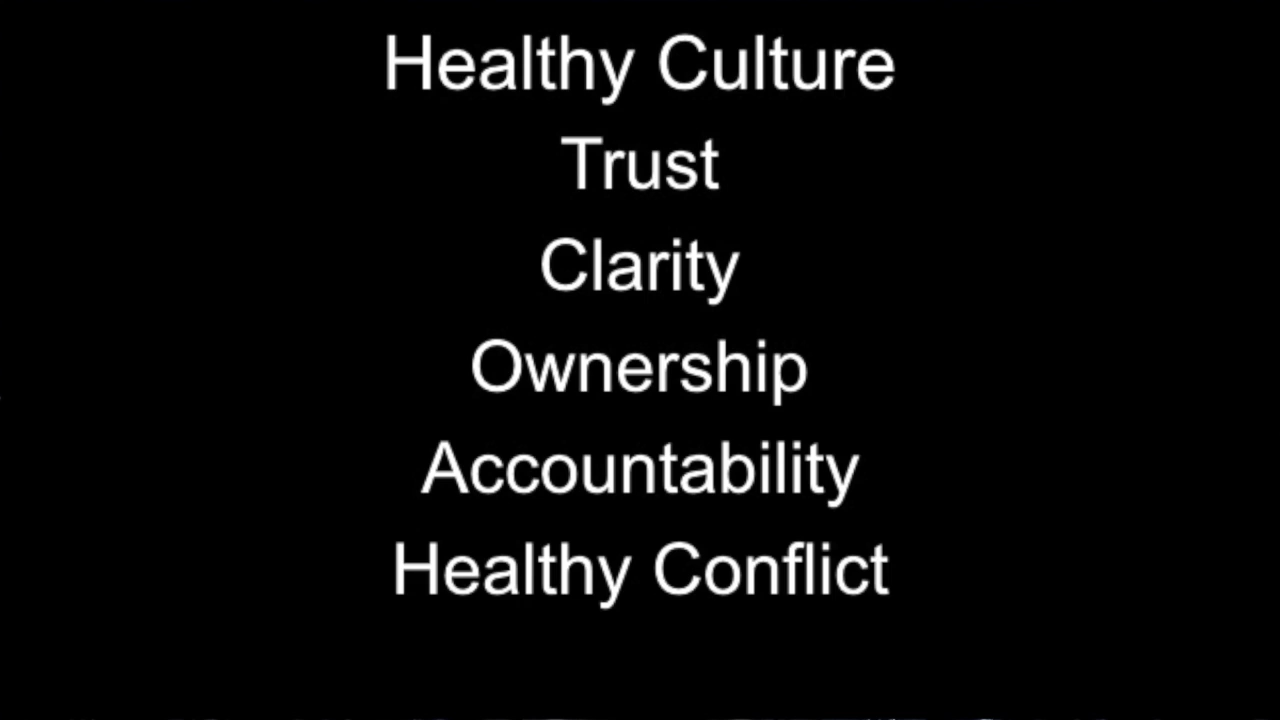 Healthy Culture
Trust
Clarity
Ownership
Accountability
Healthy Conflict